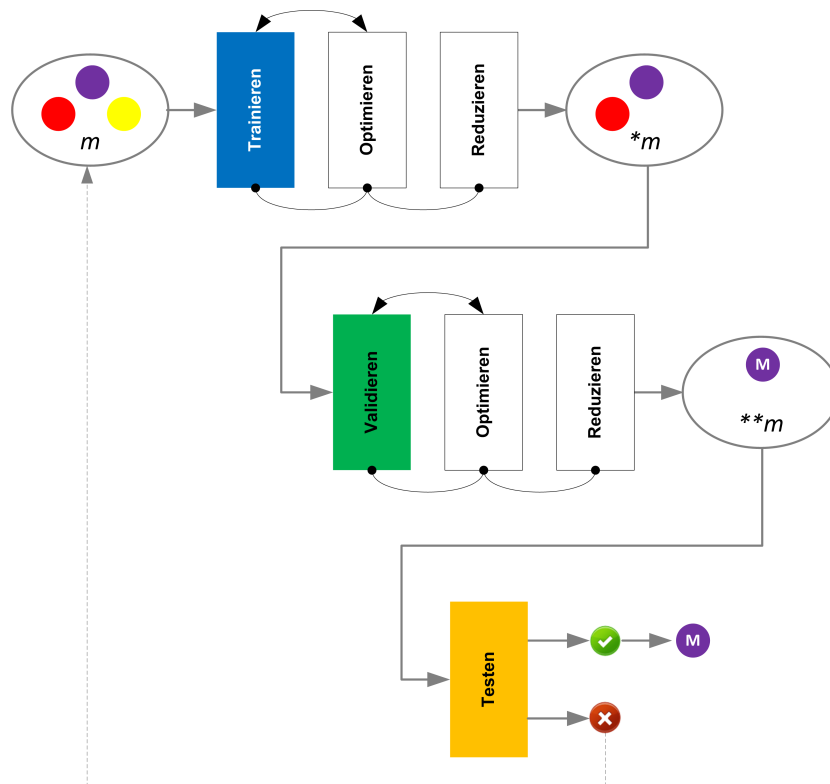 m
Trainieren
Optimieren
Reduzieren
*m
Validieren
Optimieren
Reduzieren
M
**m
Testen
M